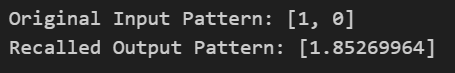 Original Input Pattern: [1, 0]
Recalled Output Pattern: [1.85269964]